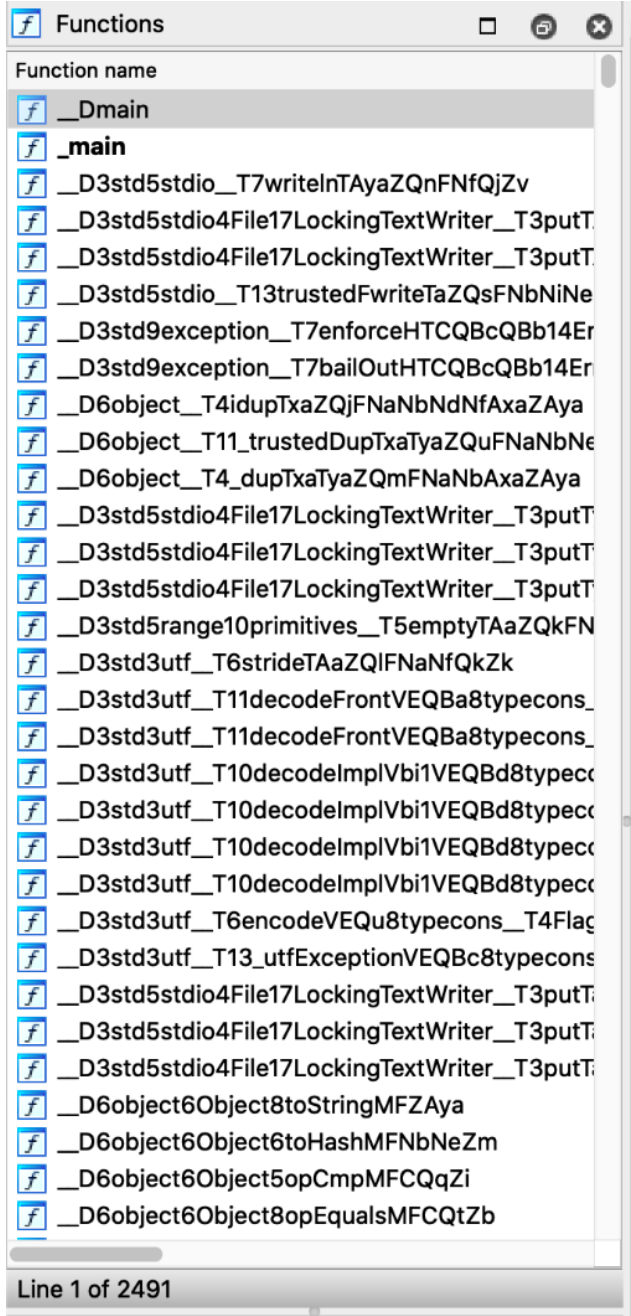 Functions
Function name
__Dmain
_main
__D3std5stdio__T7writelnTAyaZQnFNfQjZv
__D3std5stdio4File17LockingTextWriter__T3putT
__D3std5stdio4File17LockingTextWriter__T3putT
__D3std5stdio__T13trustedFwriteTaZQsFNbNiNe
__D3std9exception__T7enforceHTCQBcQBb14Er
__D3std9exception__T7bailOutHTCQBcQBb14Er
__D6object__T4idupTxaZQjFNaNbNdNfAxaZAya
__D6object__T11_trustedDupTxaTyaZQuFNaNbNe
__D6object__T4_dupTxaTyaZQmFNaNbAxaZAya
__D3std5stdio4File17LockingTextWriter__T3putT
__D3std5stdio4File17LockingTextWriter__T3putT
__D3std5stdio4File17LockingTextWriter__T3putT
__D3std5range10primitives__T5emptyTAaZQkFN
__D3std3utf__T6strideTAaZQlFNaNfQkZk
__D3std3utf__T11decodeFrontVEQBa8typecons_
__D3std3utf__T11decodeFrontVEQBa8typecons_
__D3std3utf__T10decodeImplVbi1VEQBd8typec
__D3std3utf__T10decodeImplVbi1VEQBd8typec
__D3std3utf__T10decodeImplVbi1VEQBd8typec
__D3std3utf__T10decodeImplVbi1VEQBd8typec
__D3std3utf__T6encodeVEQu8typecons__T4Flag
__D3std3utf__T13_utfExceptionVEQBc8typecons
__D3std5stdio4File17LockingTextWriter__T3putT
__D3std5stdio4File17LockingTextWriter__T3putT
__D3std5stdio4File17LockingTextWriter__T3putT
__D6object6Object8toStringMFZAya
__D6object6Object6toHashMFNbNeZm
__D6object6Object5opCmpMFCQqZi
__D6object6Object8opEqualsMFCQtZb
Line 1 of 2491